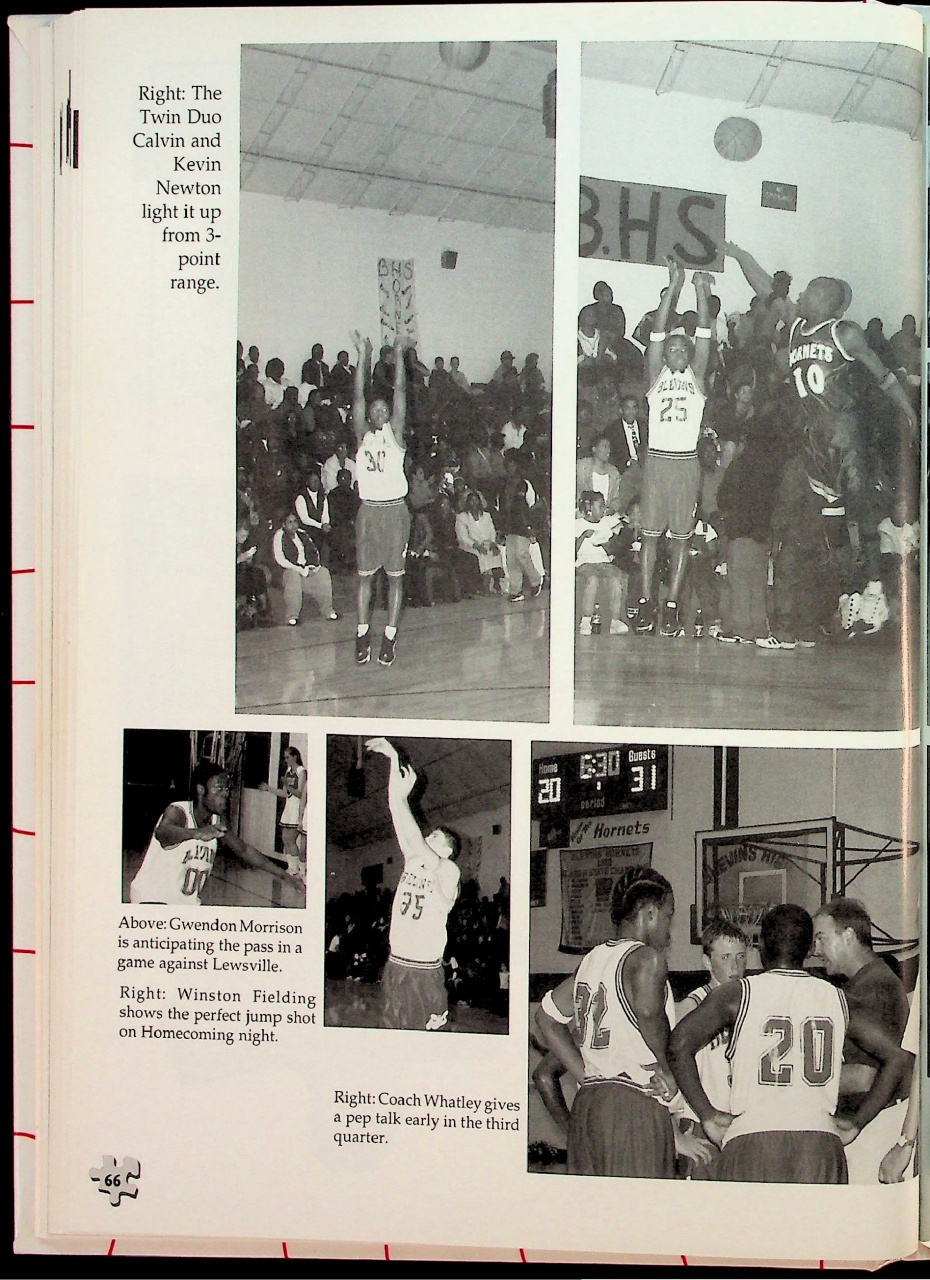 Right: The
Twin Duo
Calvin and
Kevin
Newton
light it up
from 3-
point
range.
BHS
HORNE
30
B.H S
BLEVINS
25
RNETS
10
00
35
Home
20
6:30
Guests
31
period
Hornets
BLEVINS HORNETS
32
20
Above: Gwendon Morrison
is anticipating the pass in a
game against Lewsville.
Right: Winston Fielding
shows the perfect jump shot
on Homecoming night.
Right: Coach Whatley gives
a pep talk early in the third
quarter.
66